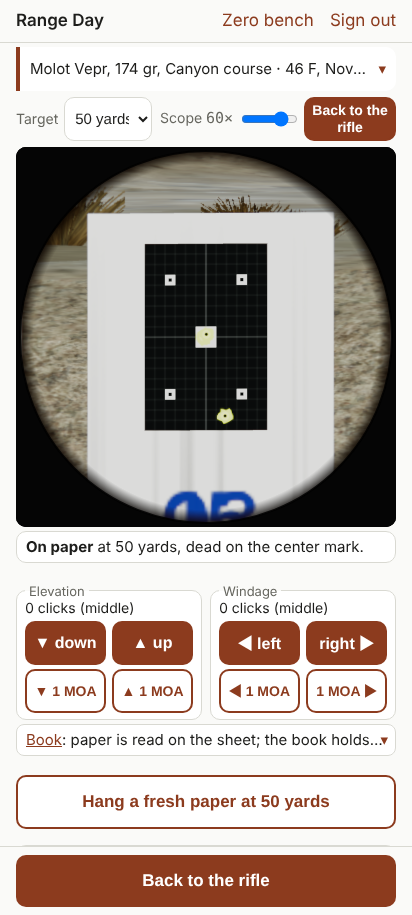 Range Day
Zero bench
Sign out
Molot Vepr, 174 gr, Canyon course · 46 F, Nov... ▾
Target
50 yards
Scope 60×
Back to the
rifle
On paper at 50 yards, dead on the center mark.
Elevation
0 clicks (middle)
▼ down
▲ up
▼ 1 MOA
▲ 1 MOA
Windage
0 clicks (middle)
◀ left
right ▶
◀ 1 MOA
1 MOA ▶
Book: paper is read on the sheet; the book holds...▾
Hang a fresh paper at 50 yards
Back to the rifle